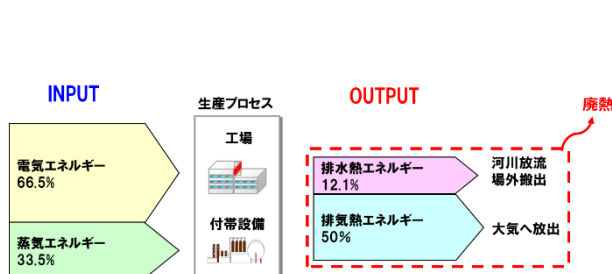 INPUT
生産プロセス
OUTPUT
廃熱
工場
電気エネルギー
66.5%
排水熱エネルギー
12.1%
河川放流
場外搬出
付帯設備
排気熱エネルギー
50%
大気へ放出
蒸気エネルギー
33.5%